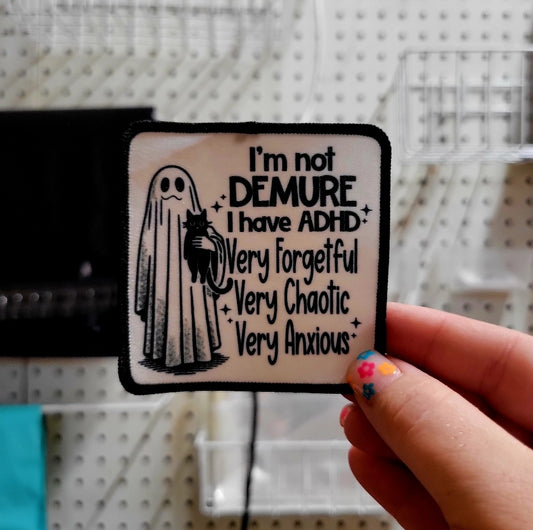 I'm not
DEMURE
I have ADHD
Very Forgetful
Very Chaotic
Very Anxious